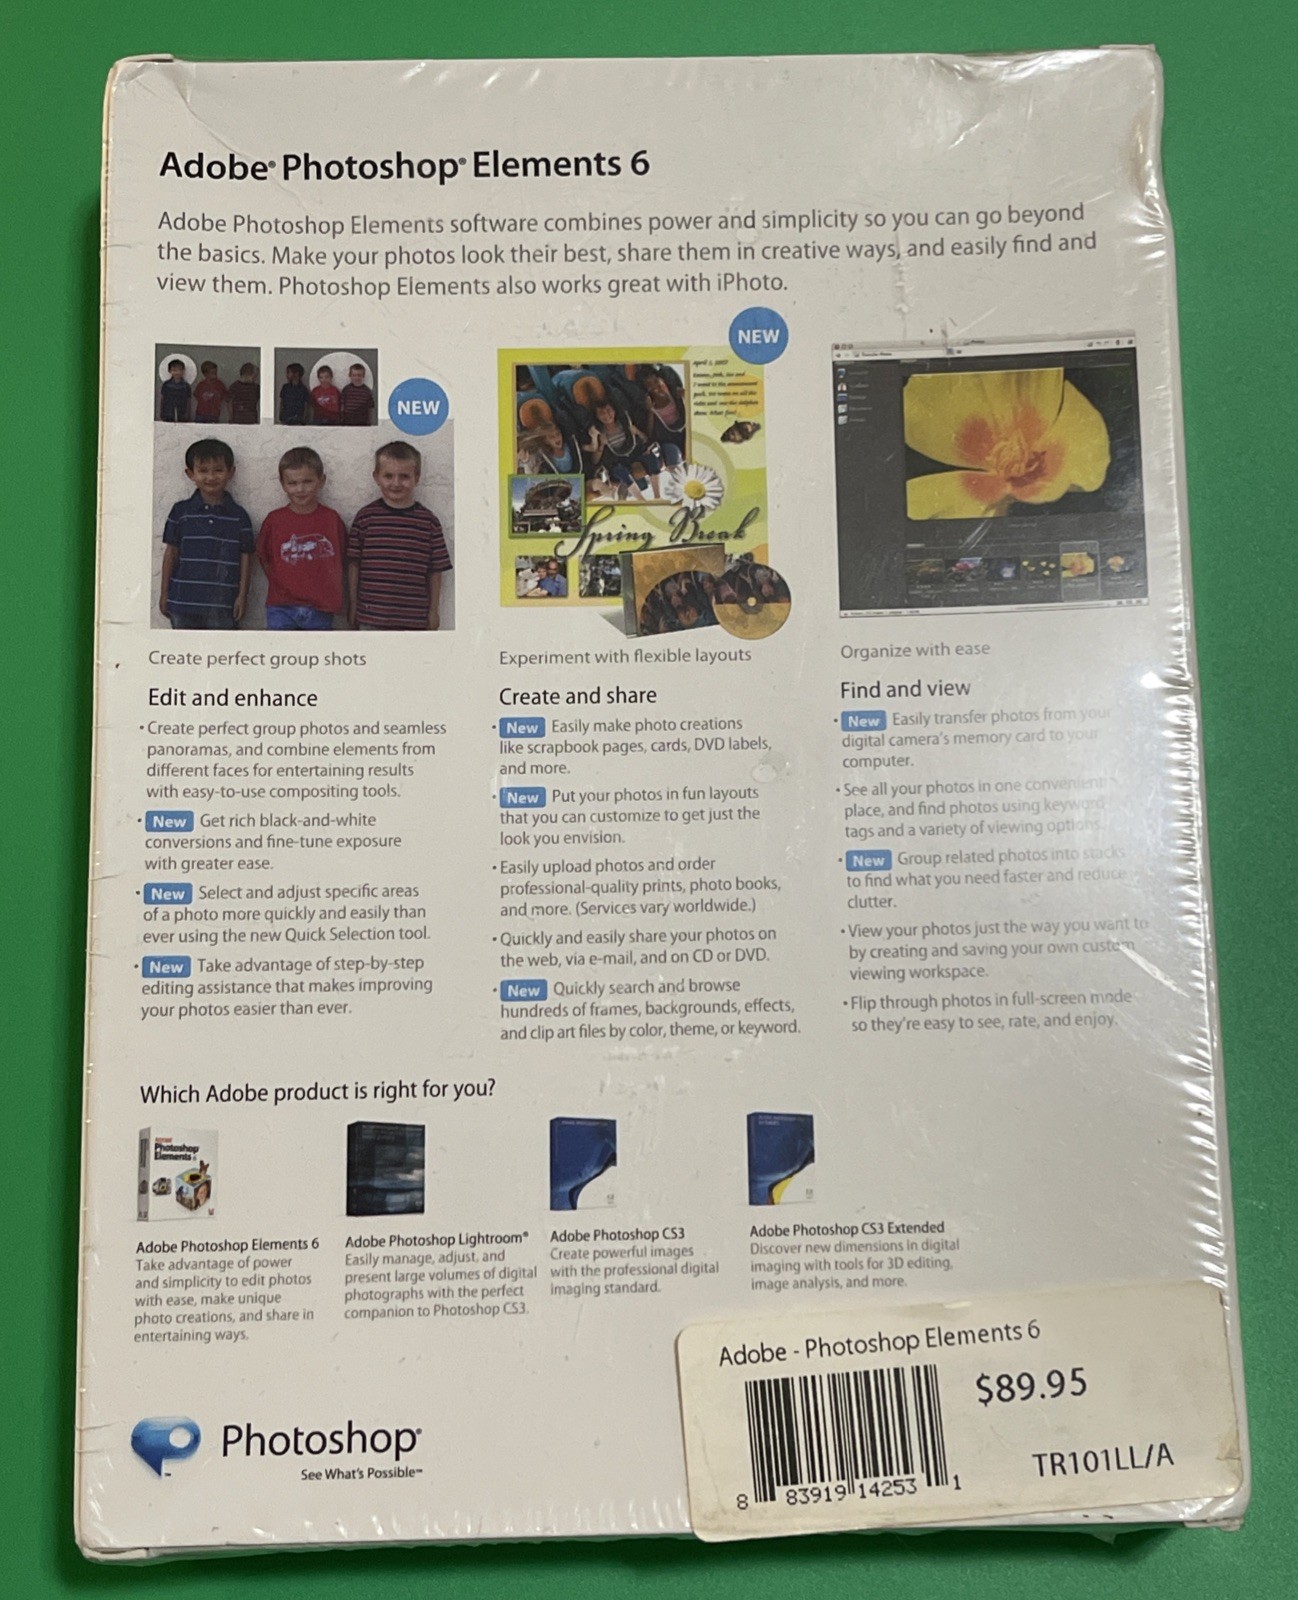 Adobe® Photoshop® Elements 6
Adobe Photoshop Elements software combines power and simplicity so you can go beyond
the basics. Make your photos look their best, share them in creative ways, and easily find and
view them. Photoshop Elements also works great with iPhoto.
NEW
NEW
Spring Break
Create perfect group shots
Edit and enhance
• Create perfect group photos and seamless
panoramas, and combine elements from
different faces for entertaining results
with easy-to-use compositing tools.
• New Get rich black-and-white
conversions and fine-tune exposure
with greater ease.
• New Select and adjust specific areas
of a photo more quickly and easily than
ever using the new Quick Selection tool.
• New Take advantage of step-by-step
editing assistance that makes improving
your photos easier than ever.
Experiment with flexible layouts
Create and share
• New Easily make photo creations
like scrapbook pages, cards, DVD labels,
and more.
• New Put your photos in fun layouts
that you can customize to get just the
look you envision.
• Easily upload photos and order
professional-quality prints, photo books,
and more. (Services vary worldwide.)
• Quickly and easily share your photos on
the web, via e-mail, and on CD or DVD.
• New Quickly search and browse
hundreds of frames, backgrounds, effects,
and clip art files by color, theme, or keyword.
Organize with ease
Find and view
• New Easily transfer photos from your
digital camera's memory card to your
computer.
• See all your photos in one convenient
place, and find photos using keyword
tags and a variety of viewing options.
• New Group related photos into stacks
to find what you need faster and reduce
clutter.
• View your photos just the way you want to
by creating and saving your own custom
viewing workspace.
• Flip through photos in full-screen mode
so they're easy to see, rate, and enjoy.
Which Adobe product is right for you?
Photoshop
Elements
Adobe Photoshop Elements 6
Take advantage of power
and simplicity to edit photos
with ease, make unique
photo creations, and share in
entertaining ways.
Adobe Photoshop Lightroom®
Easily manage, adjust, and
present large volumes of digital
photographs with the perfect
companion to Photoshop CS3.
Adobe Photoshop CS3
Create powerful images
with the professional digital
imaging standard.
Adobe Photoshop CS3 Extended
Discover new dimensions in digital
imaging with tools for 3D editing,
image analysis, and more.
Photoshop®
See What's Possible™
Adobe - Photoshop Elements 6
$89.95
TR101LL/A
8 83919 14253 1